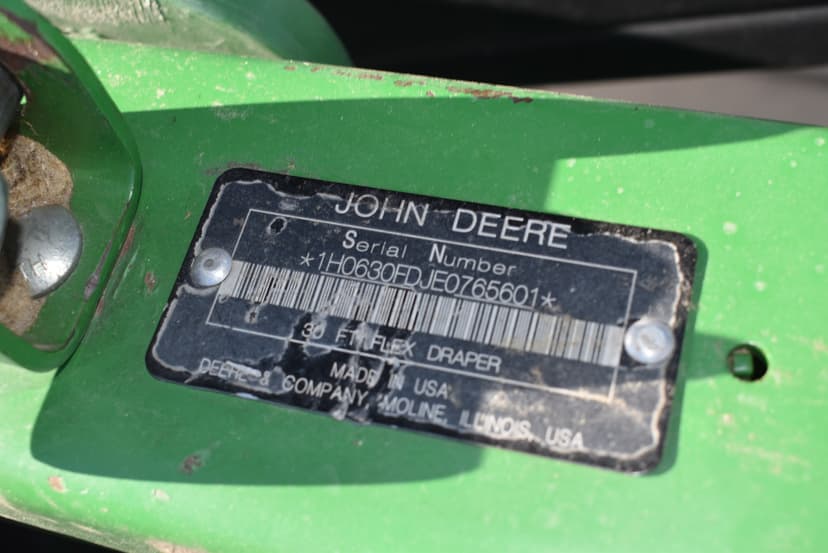 JOHN DEERE
Serial Number
*1H0630FDJE0765601*
30 FT FLEX DRAPER
MADE IN USA
DEERE & COMPANY MOLINE, ILLINOIS USA